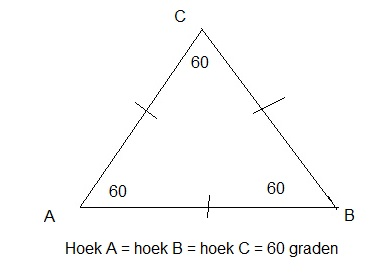 C
60
60
60
A
B
Hoek A = hoek B = hoek C = 60 graden